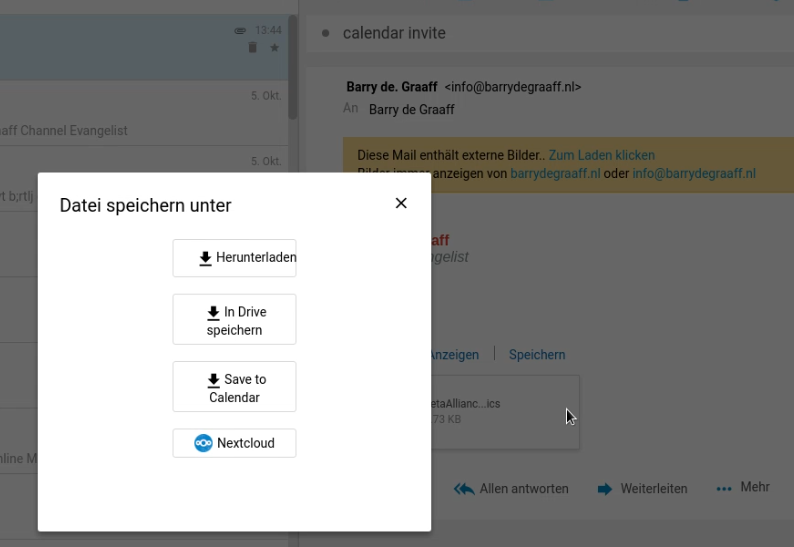 13:44
5. Okt.
aff Channel Evangelist
5. Okt.
calendar invite
Barry de. Graaff <info@barrydegraaff.nl>
An Barry de Graaff
Diese Mail enthält externe Bilder.. Zum Laden klicken
Bilder immer anzeigen von barrydegraaff.nl oder info@barrydegraaff.nl
aff
ngelist
Anzeigen | Speichern
etaAllianc...ics
73 KB
Allen antworten Weiterleiten Mehr
nline M
Datei speichern unter
Herunterladen
In Drive
speichern
Save to
Calendar
Nextcloud